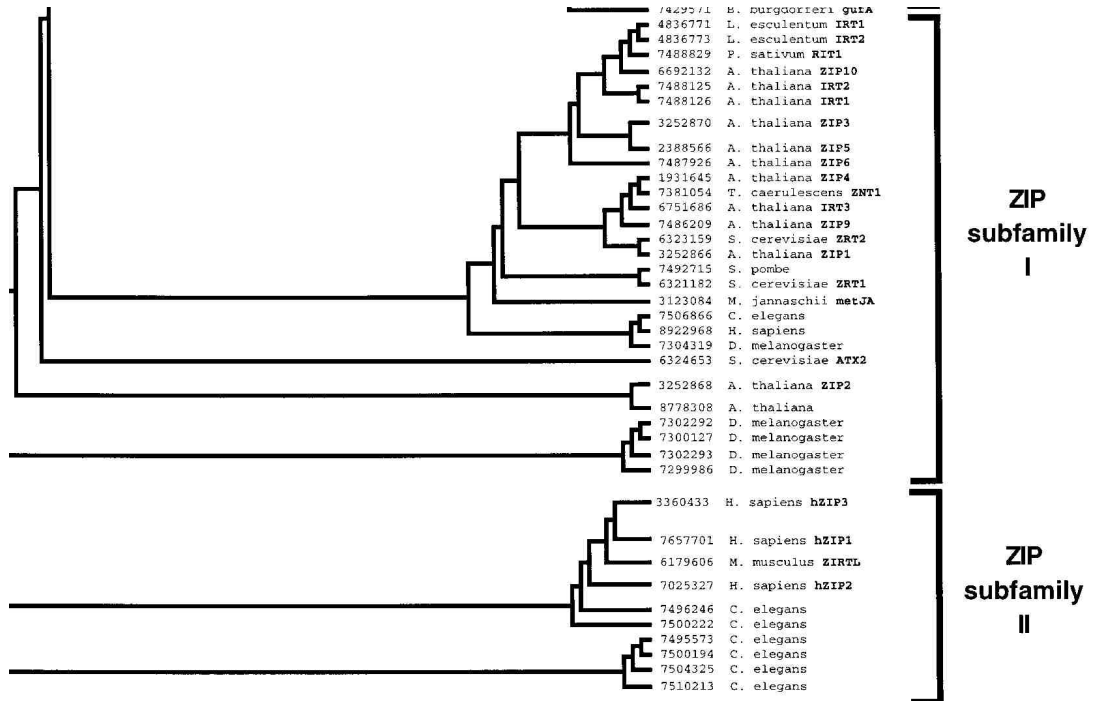 7429571 B. burgdorferi gufA
4836771 L. esculentum IRT1
4836773 L. esculentum IRT2
7488829 P. sativum RIT1
6692132 A. thaliana ZIP10
7488125 A. thaliana IRT2
7488126 A. thaliana IRT1
3252870 A. thaliana ZIP3
2388566 A. thaliana ZIP5
7487926 A. thaliana ZIP6
1931645 A. thaliana ZIP4
7381054 T. caerulescens ZNT1
6751686 A. thaliana IRT3
7486209 A. thaliana ZIP9
6323159 S. cerevisiae ZRT2
3252866 A. thaliana ZIP1
7492715 S. pombe
6321182 S. cerevisiae ZRT1
3123084 M. jannaschii metJA
7506866 C. elegans
8922968 H. sapiens
7304319 D. melanogaster
6324653 S. cerevisiae ATX2
3252868 A. thaliana ZIP2
8778308 A. thaliana
7302292 D. melanogaster
7300127 D. melanogaster
7302293 D. melanogaster
7299986 D. melanogaster
ZIP
subfamily
I
3360433 H. sapiens hZIP3
7657701 H. sapiens hZIP1
6179606 M. musculus ZIRTL
7025327 H. sapiens hZIP2
7496246 C. elegans
7500222 C. elegans
7495573 C. elegans
7500194 C. elegans
7504325 C. elegans
7510213 C. elegans
ZIP
subfamily
II